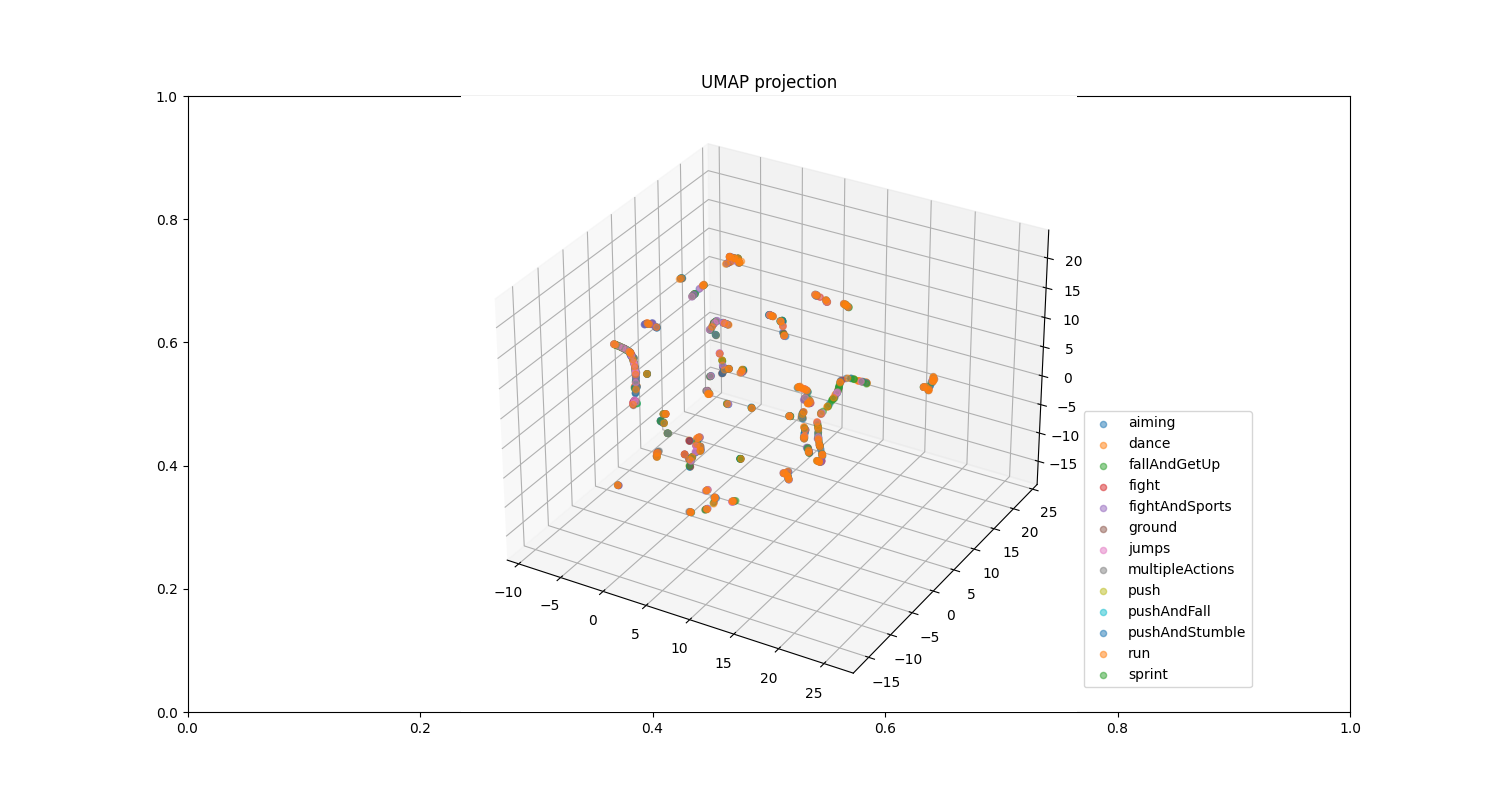 UMAP projection
1.0
0.8
0.6
0.4
0.2
0.0
0.0
0.2
0.4
0.6
0.8
1.0
−10
−5
0
5
10
15
20
25
−15
−10
−5
0
5
10
15
20
25
20
15
10
5
0
−5
−10
−15
aiming
dance
fallAndGetUp
fight
fightAndSports
ground
jumps
multipleActions
push
pushAndFall
pushAndStumble
run
sprint